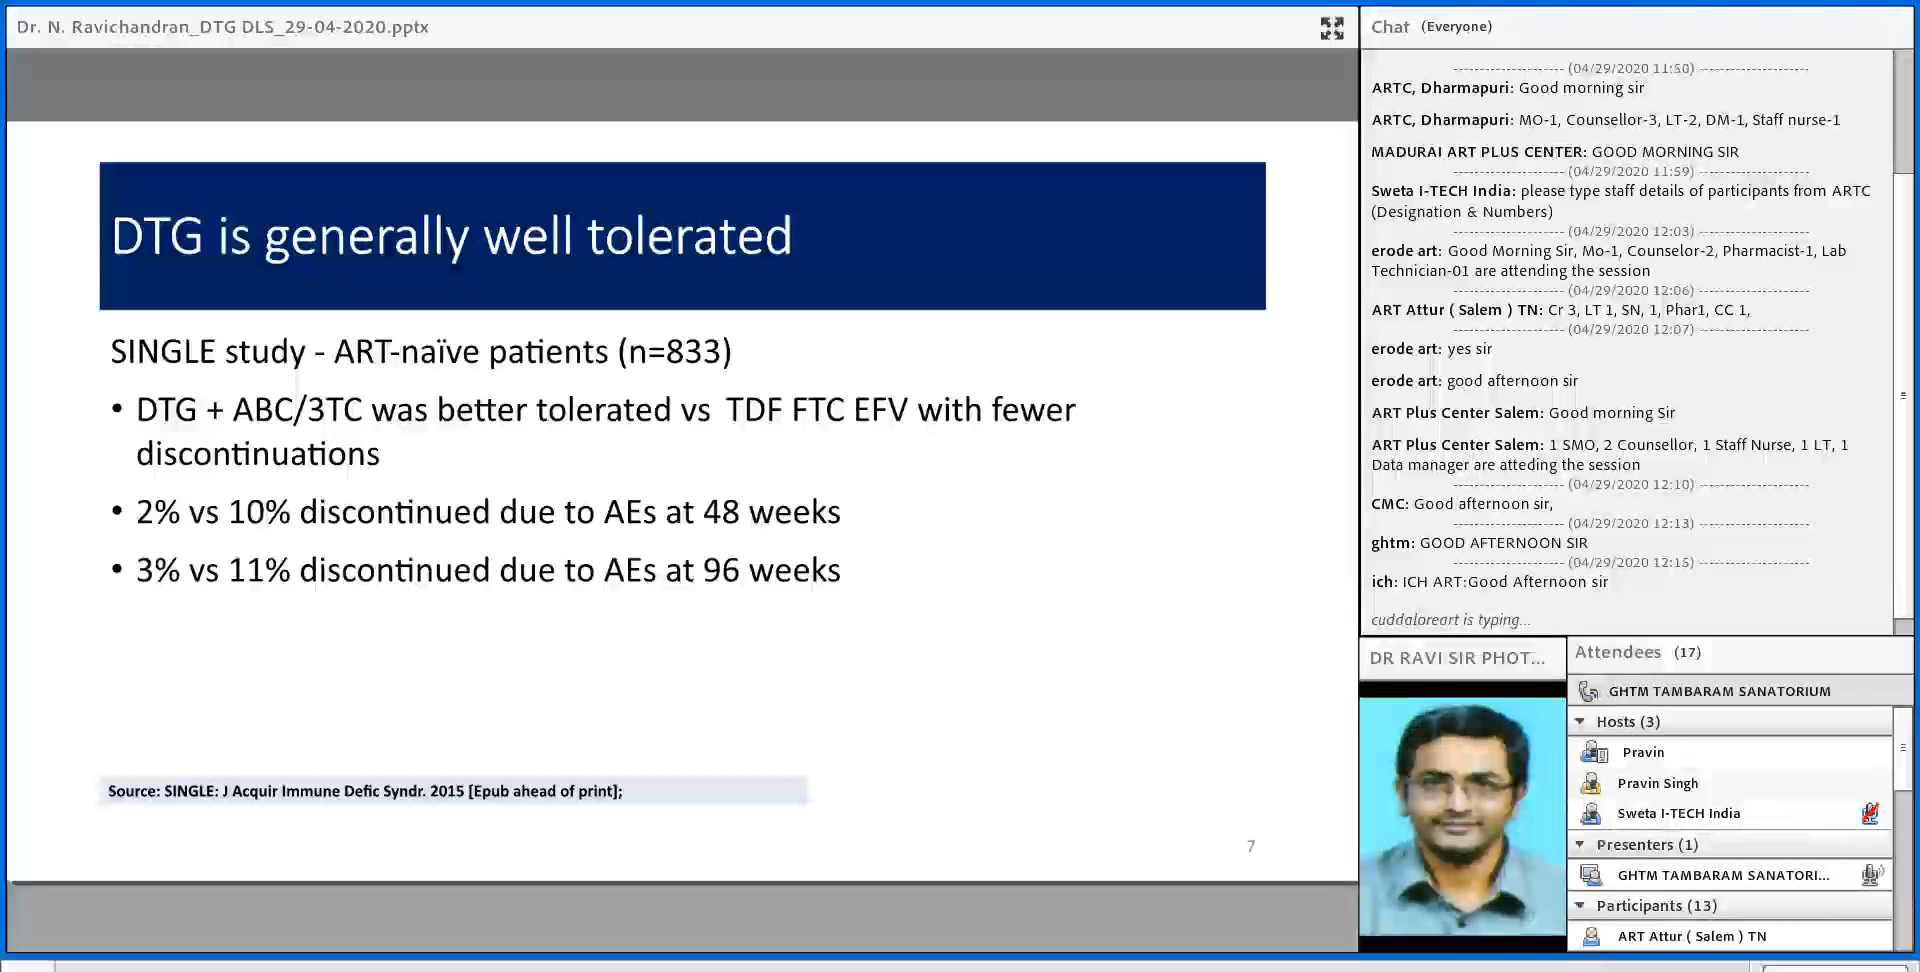 Dr. N. Ravichandran_DTG DLS_29-04-2020.pptx
DTG is generally well tolerated
SINGLE study - ART-naïve patients (n=833)
• DTG + ABC/3TC was better tolerated vs TDF FTC EFV with fewer
discontinuations
• 2% vs 10% discontinued due to AEs at 48 weeks
• 3% vs 11% discontinued due to AEs at 96 weeks
Source: SINGLE: J Acquir Immune Defic Syndr. 2015 [Epub ahead of print];
7
Chat (Everyone)
(04/29/2020 11:50)
ARTC, Dharmapuri: Good morning sir
ARTC, Dharmapuri: MO-1, Counsellor-3, LT-2, DM-1, Staff nurse-1
MADURAI ART PLUS CENTER: GOOD MORNING SIR
(04/29/2020 11:59)
Sweta I-TECH India: please type staff details of participants from ARTC
(Designation & Numbers)
(04/29/2020 12:03)
erode art: Good Morning Sir, Mo-1, Counselor-2, Pharmacist-1, Lab
Technician-01 are attending the session
(04/29/2020 12:06)
ART Attur ( Salem ) TN: Cr 3, LT 1, SN, 1, Phar1, CC 1,
(04/29/2020 12:07)
erode art: yes sir
erode art: good afternoon sir
ART Plus Center Salem: Good morning Sir
ART Plus Center Salem: 1 SMO, 2 Counsellor, 1 Staff Nurse, 1 LT, 1
Data manager are atteding the session
(04/29/2020 12:10)
CMC: Good afternoon sir,
(04/29/2020 12:13)
ghtm: GOOD AFTERNOON SIR
(04/29/2020 12:15)
ich: ICH ART:Good Afternoon sir
cuddaloreart is typing...
DR RAVI SIR PHOT...
Attendees (17)
GHTM TAMBARAM SANATORIUM
Hosts (3)
Pravin
Pravin Singh
Sweta I-TECH India
Presenters (1)
GHTM TAMBARAM SANATORI...
Participants (13)
ART Attur ( Salem ) TN